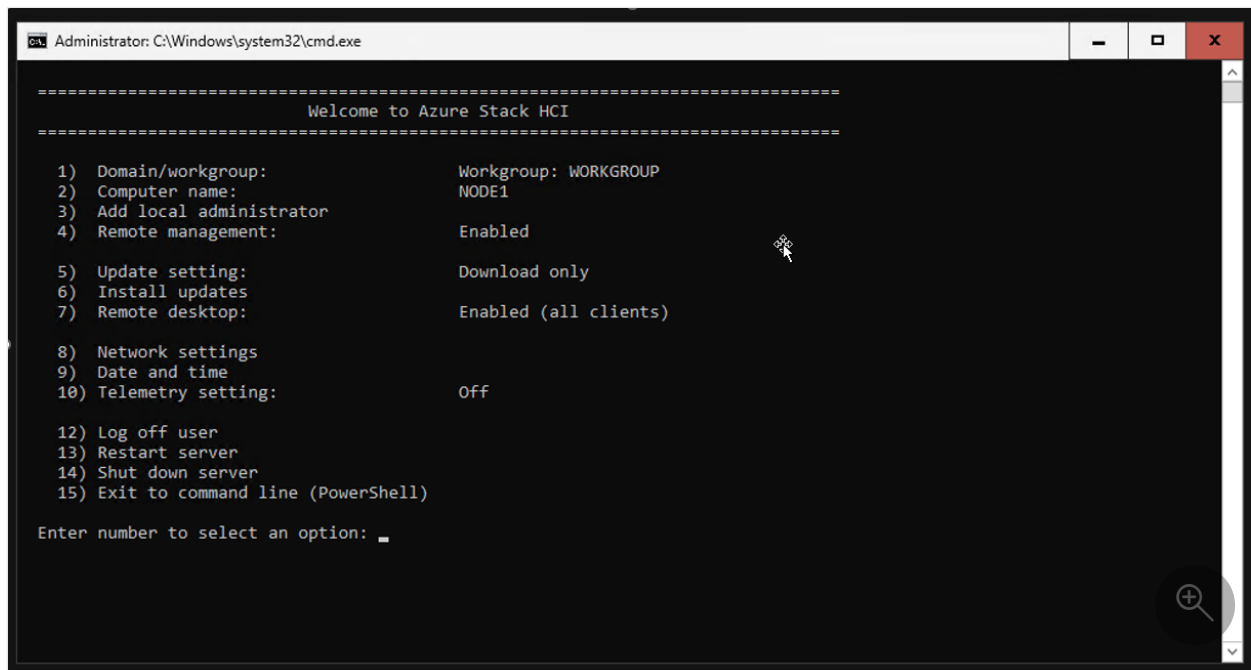 Administrator: C:\Windows\system32\cmd.exe
================================================================================
Welcome to Azure Stack HCI
================================================================================
1) Domain/workgroup: Workgroup: WORKGROUP
2) Computer name: NODE1
3) Add local administrator
4) Remote management: Enabled
5) Update setting: Download only
6) Install updates
7) Remote desktop: Enabled (all clients)
8) Network settings
9) Date and time
10) Telemetry setting: Off
12) Log off user
13) Restart server
14) Shut down server
15) Exit to command line (PowerShell)
Enter number to select an option: _